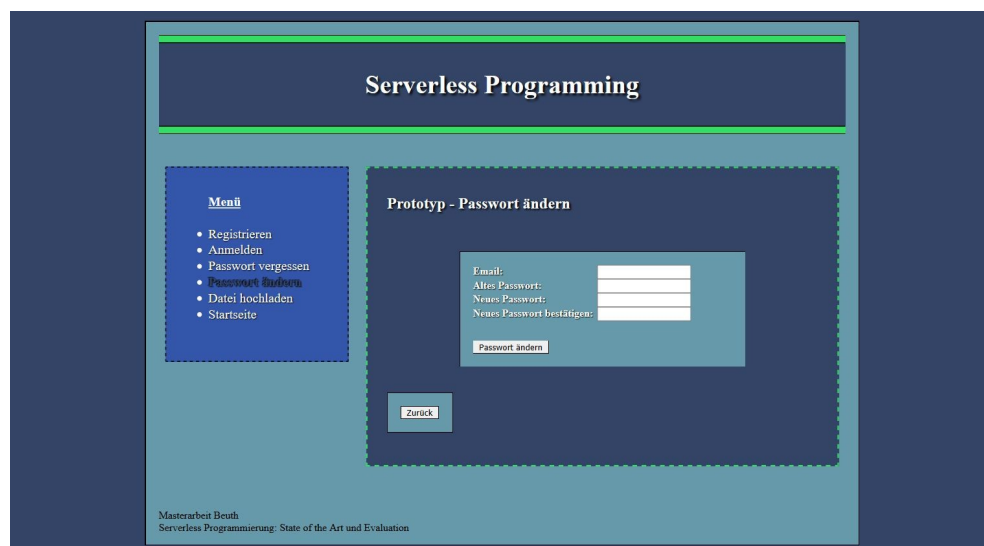 Serverless Programming
Menü
Registrieren
Anmelden
Passwort vergessen
Passwort ändern
Datei hochladen
Startseite
Prototyp - Passwort ändern
Email:
Altes Passwort:
Neues Passwort:
Neues Passwort bestätigen:
Passwort ändern
Zurück
Masterarbeit Beuth
Serverless Programmierung: State of the Art und Evaluation